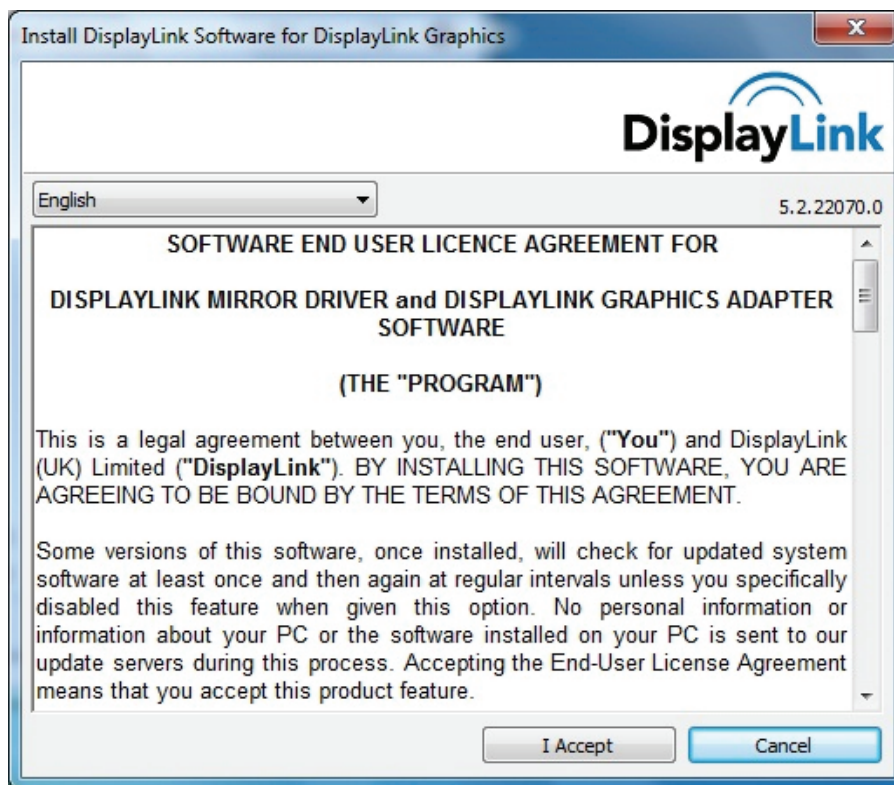 Install DisplayLink Software for DisplayLink Graphics
X
DisplayLink
English
5.2.22070.0
SOFTWARE END USER LICENCE AGREEMENT FOR
DISPLAYLINK MIRROR DRIVER and DISPLAYLINK GRAPHICS ADAPTER
SOFTWARE
(THE "PROGRAM")
This is a legal agreement between you, the end user, ("You") and DisplayLink
(UK) Limited ("DisplayLink"). BY INSTALLING THIS SOFTWARE, YOU ARE
AGREEING TO BE BOUND BY THE TERMS OF THIS AGREEMENT.
Some versions of this software, once installed, will check for updated system
software at least once and then again at regular intervals unless you specifically
disabled this feature when given this option. No personal information or
information about your PC or the software installed on your PC is sent to our
update servers during this process. Accepting the End-User License Agreement
means that you accept this product feature.
I Accept
Cancel